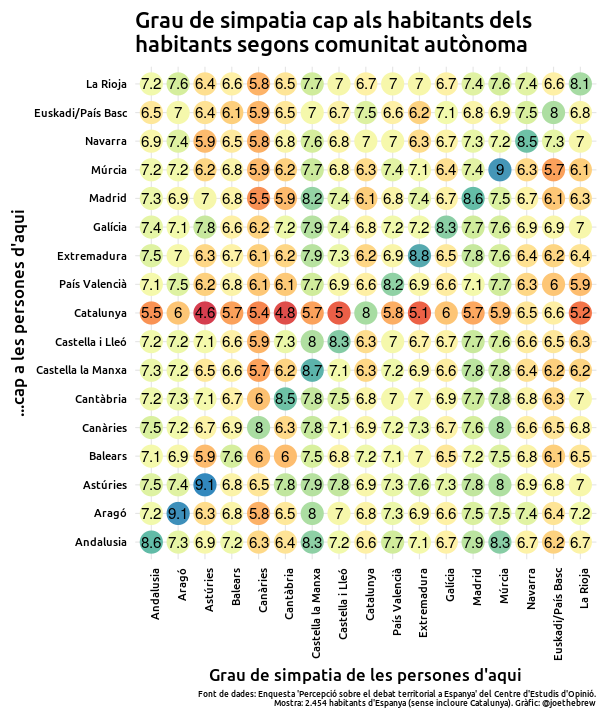 Grau de simpatia cap als habitants dels
habitants segons comunitat autònoma
...cap a les persones d'aquí
La Rioja 7.2 7.6 6.4 6.6 5.8 6.5 7.7 7 6.7 7 7 6.7 7.4 7.6 7.4 6.6 8.1
Euskadi/País Basc 6.5 7 6.4 6.1 5.9 6.5 7 6.7 7.5 6.6 6.2 7.1 6.8 6.9 7.5 8 6.8
Navarra 6.9 7.4 5.9 6.5 5.8 6.8 7.6 6.8 7 7 6.3 6.7 7.3 7.2 8.5 7.3 7
Múrcia 7.2 7.2 6.2 6.8 5.9 6.2 7.7 6.8 6.3 7.4 7.1 6.4 7.4 9 6.3 5.7 6.1
Madrid 7.3 6.9 7 6.8 5.5 5.9 8.2 7.4 6.1 6.8 7.4 6.7 8.6 7.5 6.7 6.1 6.3
Galícia 7.4 7.1 7.8 6.6 6.2 7.2 7.9 7.4 6.8 7.2 7.2 8.3 7.7 7.6 6.9 6.9 7
Extremadura 7.5 7 6.3 6.7 6.1 6.2 7.9 7.3 6.2 6.9 8.8 6.5 7.8 7.6 6.4 6.2 6.4
País Valencià 7.1 7.5 6.2 6.8 6.1 6.1 7.7 6.9 6.6 8.2 6.9 6.6 7.1 7.7 6.3 6 5.9
Catalunya 5.5 6 4.6 5.7 5.4 4.8 5.7 5 8 5.8 5.1 6 5.7 5.9 6.5 6.6 5.2
Castella i Lleó 7.2 7.2 7.1 6.6 5.9 7.3 8 8.3 6.3 7 6.7 6.7 7.7 7.6 6.6 6.5 6.3
Castella la Manxa 7.3 7.2 6.5 6.6 5.7 6.2 8.7 7.1 6.3 7.2 6.9 6.6 7.8 7.8 6.4 6.2 6.2
Cantàbria 7.2 7.3 7.1 6.7 6 8.5 7.8 7.5 6.8 7 7 6.9 7.7 7.8 6.8 6.3 7
Canàries 7.5 7.2 6.7 6.9 8 6.3 7.8 7.1 6.9 7.2 7.3 6.7 7.6 8 6.6 6.5 6.8
Balears 7.1 6.9 5.9 7.6 6 6 7.5 6.8 7.2 7.1 7 6.5 7.2 7.5 6.8 6.1 6.5
Astúries 7.5 7.4 9.1 6.8 6.5 7.8 7.9 7.8 6.9 7.3 7.6 7.3 7.8 8 6.9 6.8 7
Aragó 7.2 9.1 6.3 6.8 5.8 6.5 8 7 6.8 7.3 6.9 6.6 7.5 7.5 7.4 6.4 7.2
Andalusia 8.6 7.3 6.9 7.2 6.3 6.4 8.3 7.2 6.6 7.7 7.1 6.7 7.9 8.3 6.7 6.2 6.7
Andalusia Aragó Astúries Balears Canàries Cantàbria Castella la Manxa Castella i Lleó Catalunya País Valencià Extremadura Galícia Madrid Múrcia Navarra Euskadi/País Basc La Rioja
Grau de simpatia de les persones d'aquí
Font de dades: Enquesta 'Percepció sobre el debat territorial a Espanya' del Centre d'Estudis d'Opinió.
Mostra: 2.454 habitants d'Espanya (sense incloure Catalunya). Gràfic: @joethebrew